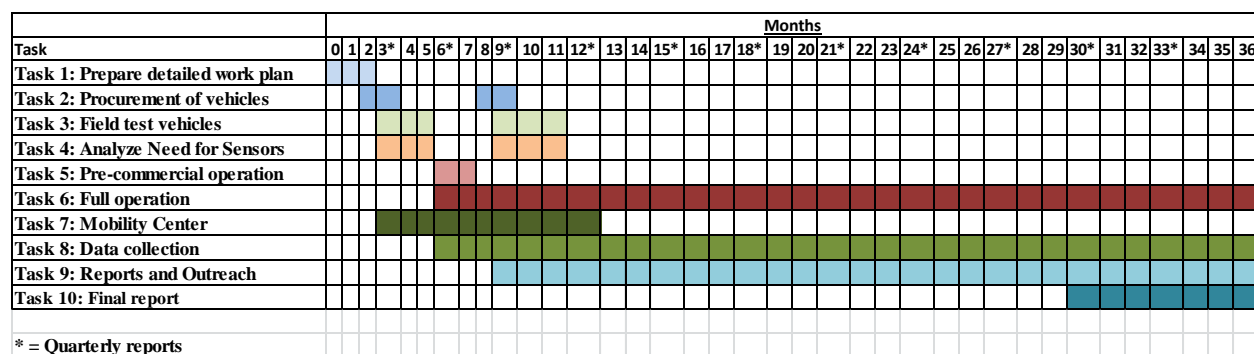 Months
Task 0 1 2 3* 4 5 6* 7 8 9* 10 11 12* 13 14 15* 16 17 18* 19 20 21* 22 23 24* 25 26 27* 28 29 30* 31 32 33* 34 35 36
Task 1: Prepare detailed work plan
Task 2: Procurement of vehicles
Task 3: Field test vehicles
Task 4: Analyze Need for Sensors
Task 5: Pre-commercial operation
Task 6: Full operation
Task 7: Mobility Center
Task 8: Data collection
Task 9: Reports and Outreach
Task 10: Final report
* = Quarterly reports